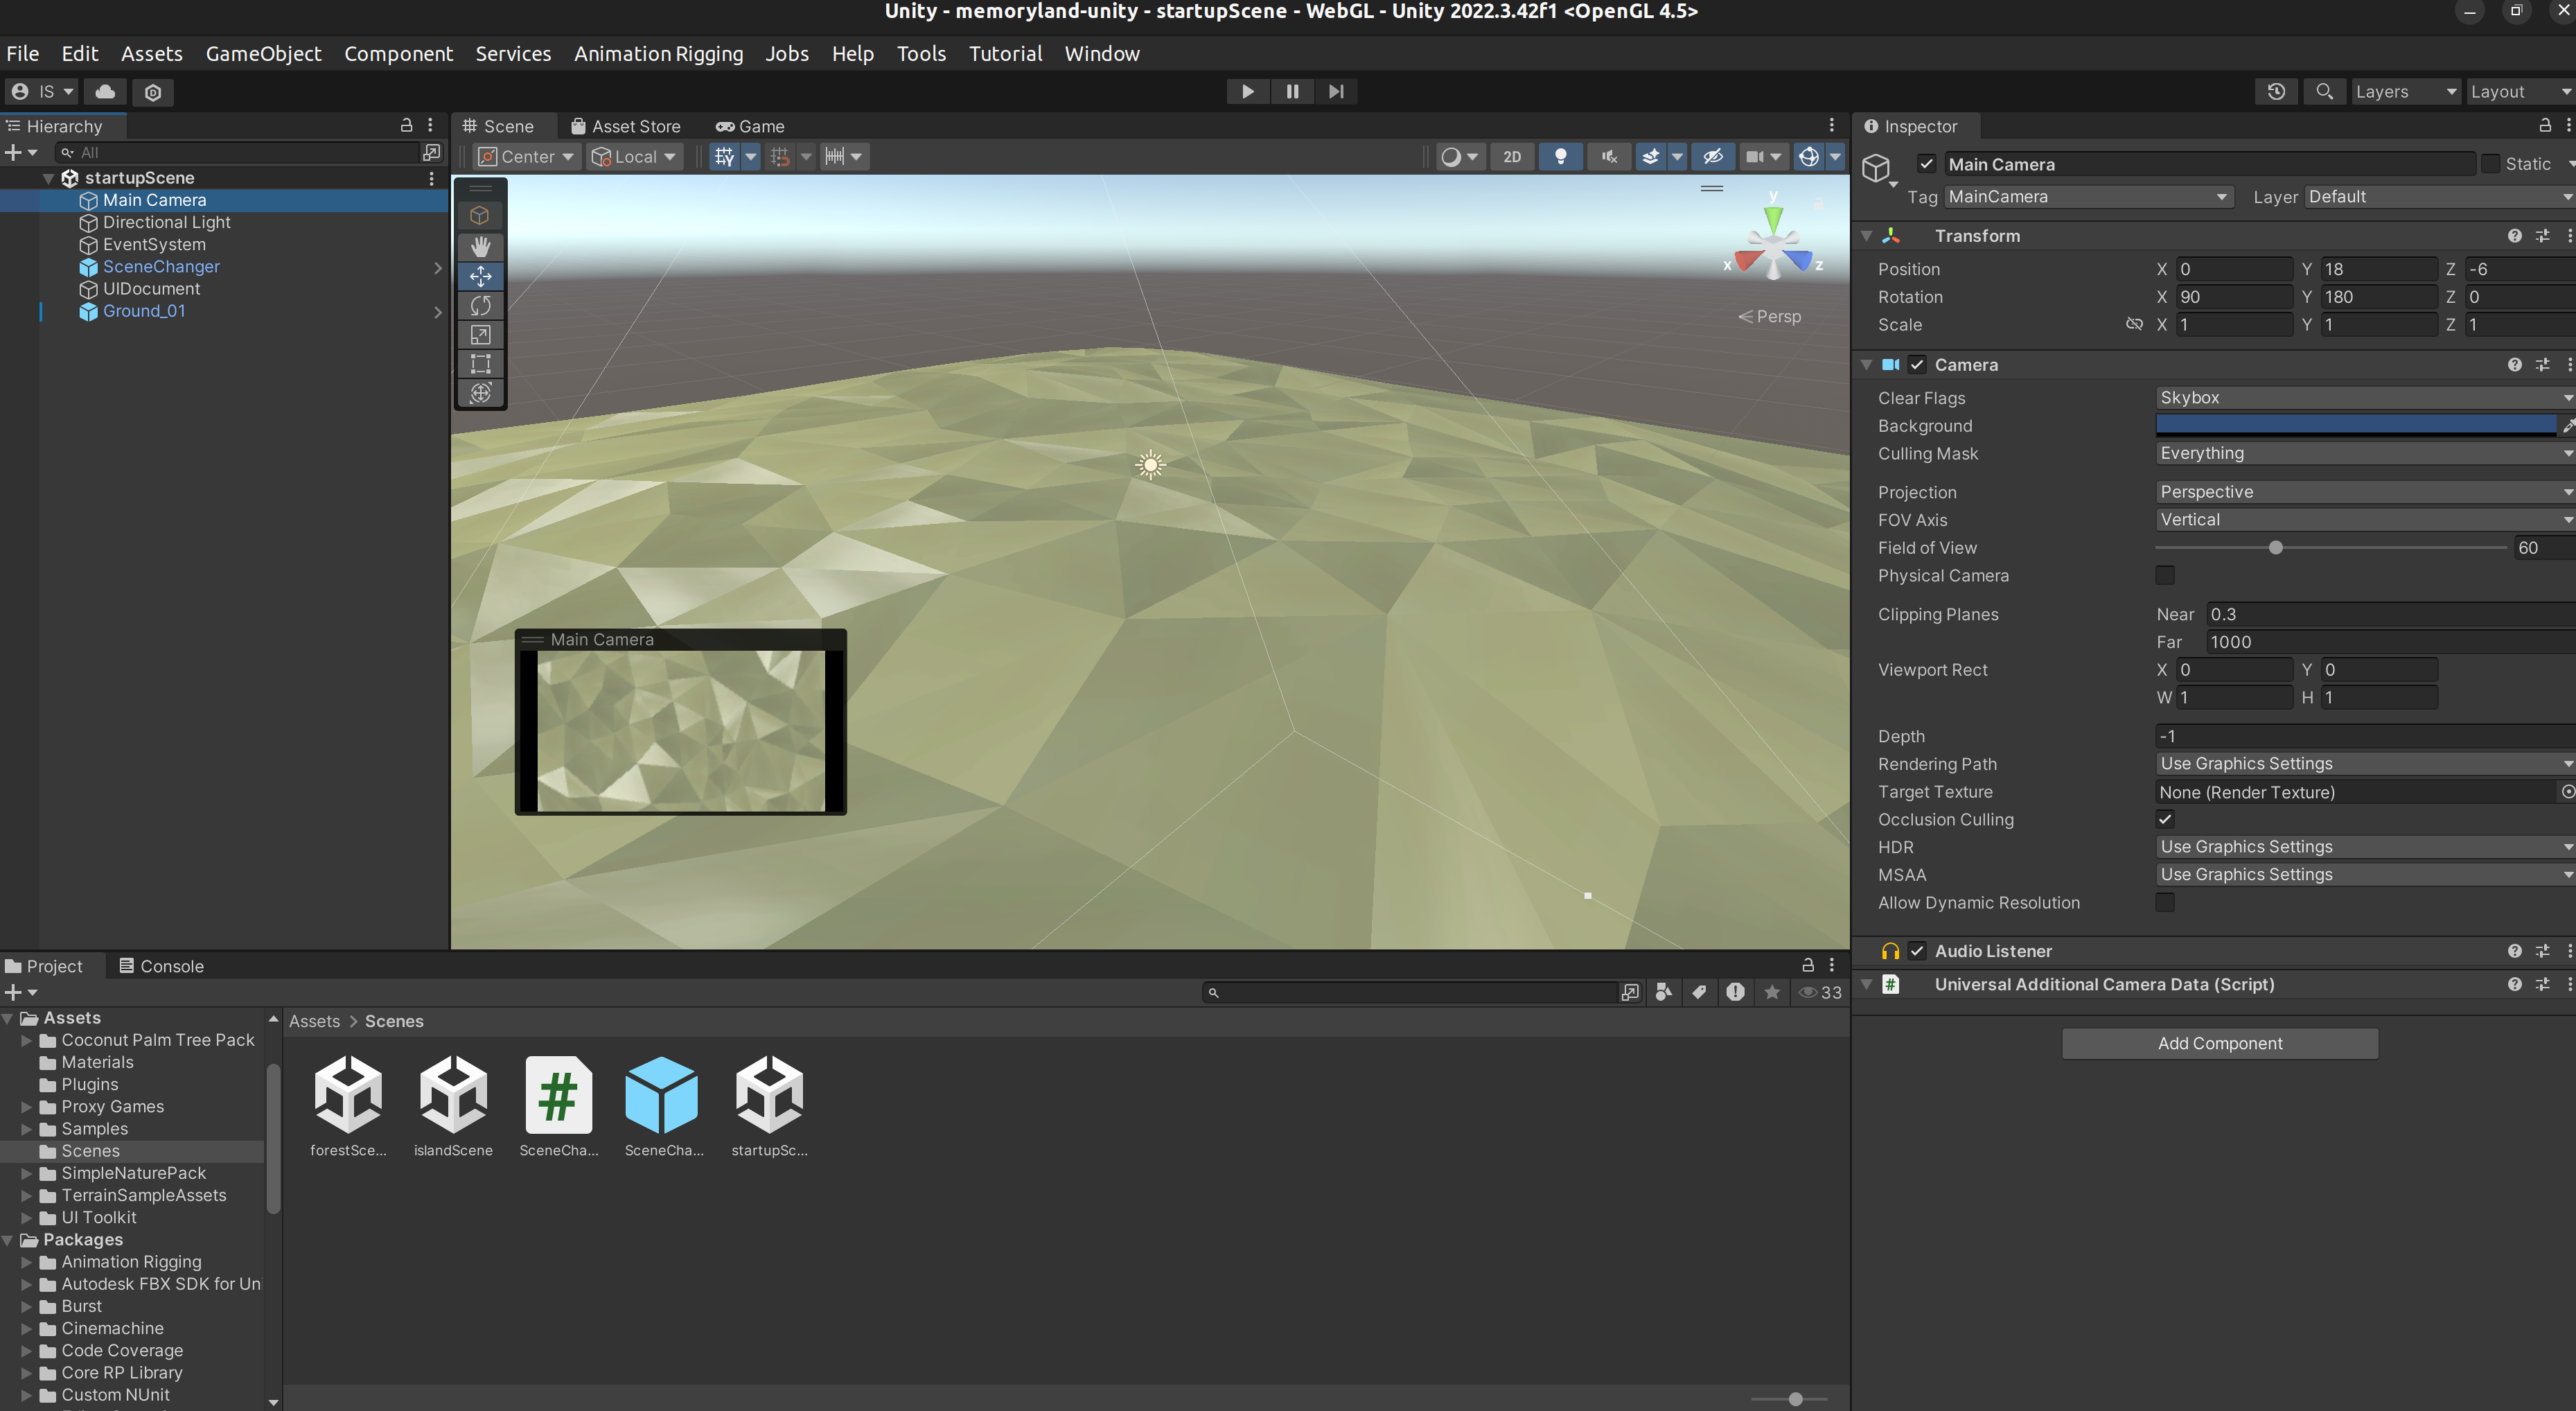 Unity - memoryland-unity - startupScene - WebGL - Unity 2022.3.42f1 <OpenGL 4.5>
File Edit Assets GameObject Component Services Animation Rigging Jobs Help Tools Tutorial Window
IS Layers Layout
Hierarchy
All
startupScene
Main Camera
Directional Light
EventSystem
SceneChanger
UIDocument
Ground_01
Scene Asset Store Game
Center Local 2D
y
x z
Persp
Main Camera
Inspector
Main Camera Static
Tag MainCamera Layer Default
Transform
Position X 0 Y 18 Z -6
Rotation X 90 Y 180 Z 0
Scale X 1 Y 1 Z 1
Camera
Clear Flags Skybox
Background
Culling Mask Everything
Projection Perspective
FOV Axis Vertical
Field of View 60
Physical Camera
Clipping Planes Near 0.3
Far 1000
Viewport Rect X 0 Y 0
W 1 H 1
Depth -1
Rendering Path Use Graphics Settings
Target Texture None (Render Texture)
Occlusion Culling
HDR Use Graphics Settings
MSAA Use Graphics Settings
Allow Dynamic Resolution
Audio Listener
# Universal Additional Camera Data (Script)
Add Component
Project Console
33
Assets
Coconut Palm Tree Pack
Materials
Plugins
Proxy Games
Samples
Scenes
SimpleNaturePack
TerrainSampleAssets
UI Toolkit
Packages
Animation Rigging
Autodesk FBX SDK for Un
Burst
Cinemachine
Code Coverage
Core RP Library
Custom NUnit
Assets > Scenes
#
forestSce... islandScene SceneCha... SceneCha... startupSc...